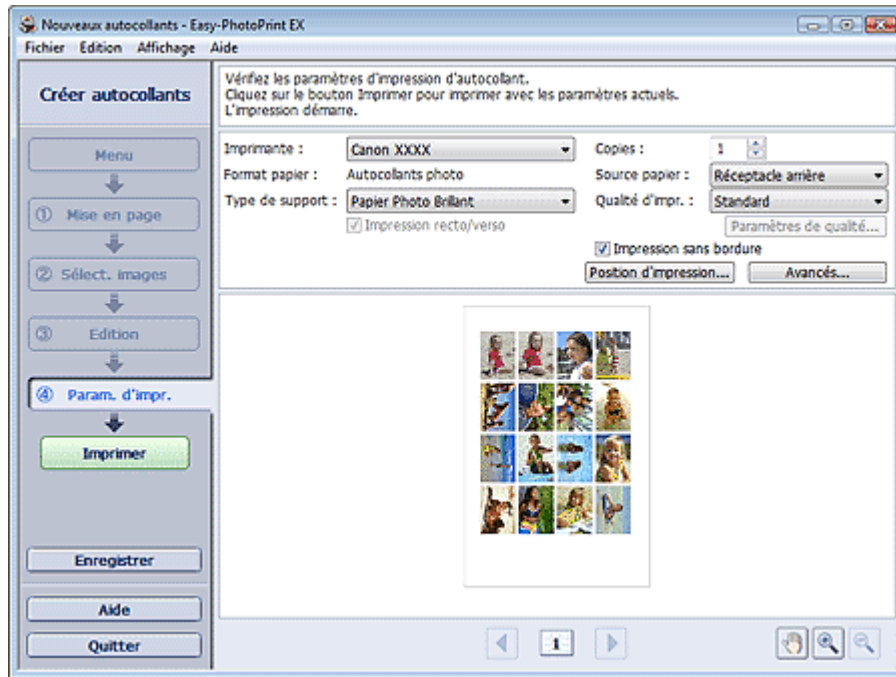 Nouveaux autocollants - Easy-PhotoPrint EX
Fichier Edition Affichage Aide
Créer autocollants
Vérifiez les paramètres d'impression d'autocollant.
Cliquez sur le bouton Imprimer pour imprimer avec les paramètres actuels.
L'impression démarre.
Menu
① Mise en page
② Sélect. images
③ Edition
④ Param. d'impr.
Imprimer
Enregistrer
Aide
Quitter
Imprimante : Canon XXXX Copies : 1
Format papier : Autocollants photo Source papier : Réceptacle arrière
Type de support : Papier Photo Brillant Qualité d'impr. : Standard
Impression recto/verso Paramètres de qualité...
Impression sans bordure
Position d'impression... Avancés...
1